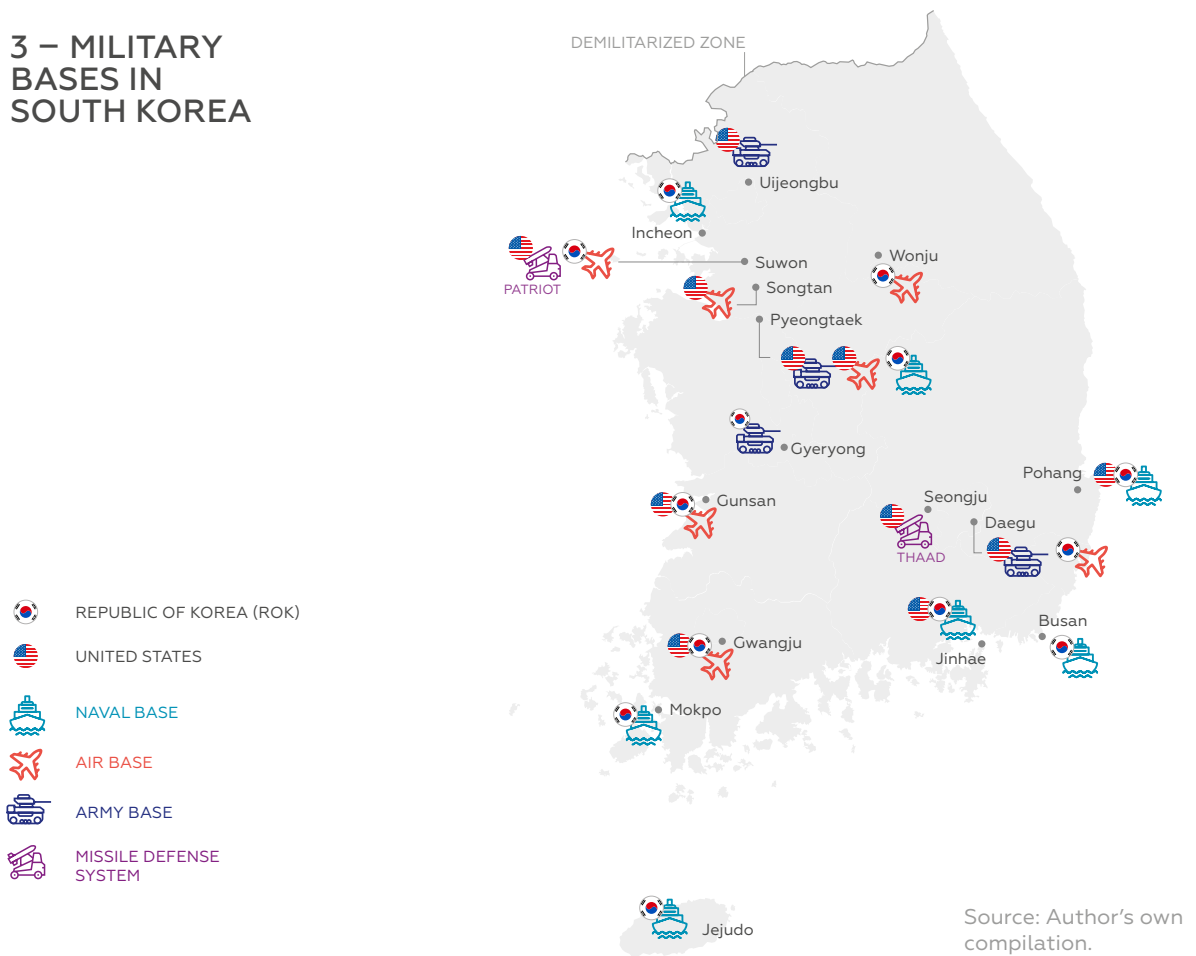 3 – MILITARY
BASES IN
SOUTH KOREA
DEMILITARIZED ZONE
Uijeongbu
Incheon
Suwon
Wonju
PATRIOT
Songtan
Pyeongtaek
Gyeryong
Pohang
Gunsan
Seongju
Daegu
THAAD
Busan
Gwangju
Jinhae
Mokpo
Jejudo
REPUBLIC OF KOREA (ROK)
UNITED STATES
NAVAL BASE
AIR BASE
ARMY BASE
MISSILE DEFENSE
SYSTEM
Source: Author’s own
compilation.